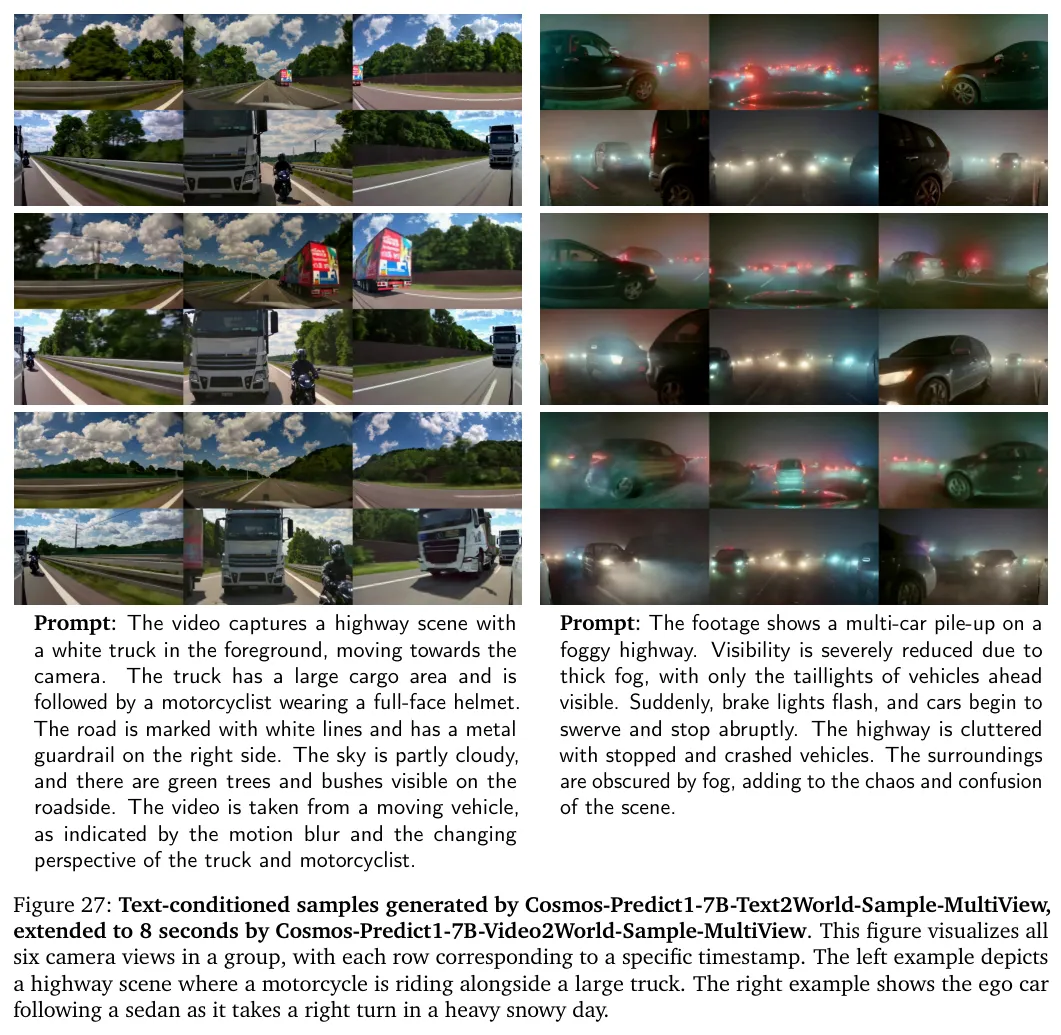 Prompt: The video captures a highway scene with
a white truck in the foreground, moving towards the
camera. The truck has a large cargo area and is
followed by a motorcyclist wearing a full-face helmet.
The road is marked with white lines and has a metal
guardrail on the right side. The sky is partly cloudy,
and there are green trees and bushes visible on the
roadside. The video is taken from a moving vehicle,
as indicated by the motion blur and the changing
perspective of the truck and motorcyclist.
Prompt: The footage shows a multi-car pile-up on a
foggy highway. Visibility is severely reduced due to
thick fog, with only the taillights of vehicles ahead
visible. Suddenly, brake lights flash, and cars begin to
swerve and stop abruptly. The highway is cluttered
with stopped and crashed vehicles. The surroundings
are obscured by fog, adding to the chaos and confusion
of the scene.
Figure 27: Text-conditioned samples generated by Cosmos-Predict1-7B-Text2World-Sample-MultiView,
extended to 8 seconds by Cosmos-Predict1-7B-Video2World-Sample-MultiView. This figure visualizes all
six camera views in a group, with each row corresponding to a specific timestamp. The left example depicts
a highway scene where a motorcycle is riding alongside a large truck. The right example shows the ego car
following a sedan as it takes a right turn in a heavy snowy day.